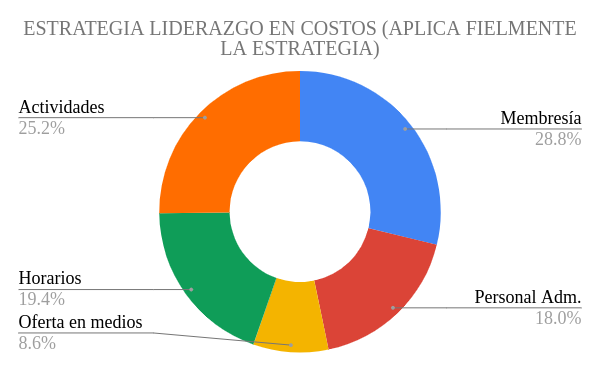 ESTRATEGIA LIDERAZGO EN COSTOS (APLICA FIELMENTE
LA ESTRATEGIA)
Actividades
25.2%
Membresía
28.8%
Horarios
19.4%
Personal Adm.
18.0%
Oferta en medios
8.6%